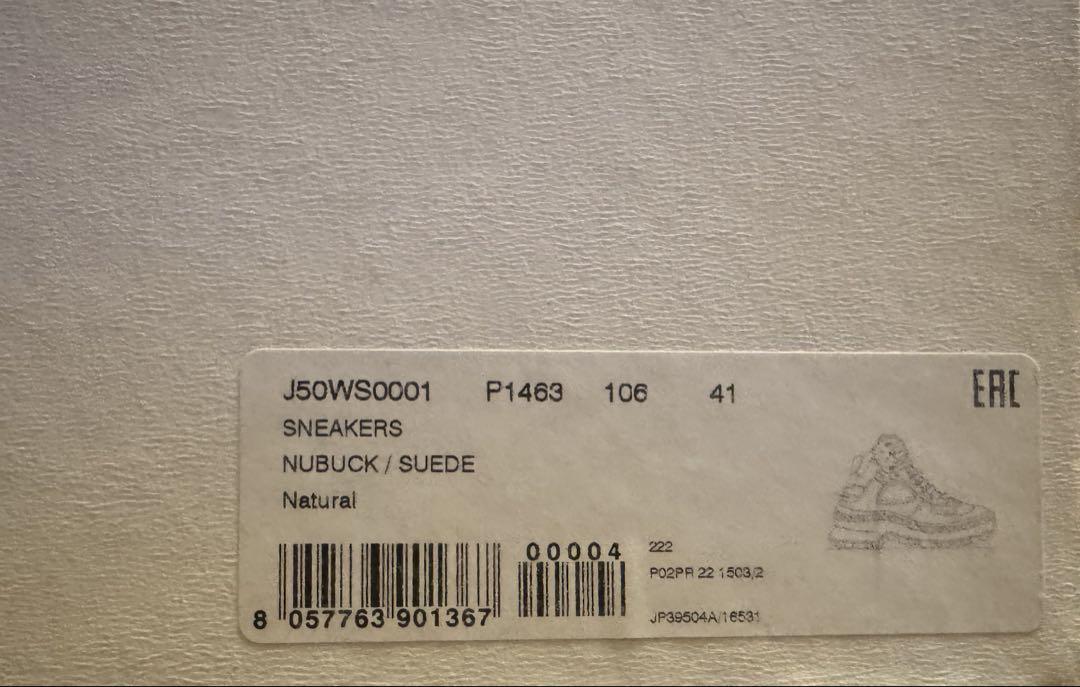 J50WS0001 P1463 106 41 EAC
SNEAKERS
NUBUCK / SUEDE
Natural
00004
8 057763 901367
222
P02PR 22 1503/2
JP39504A/16531